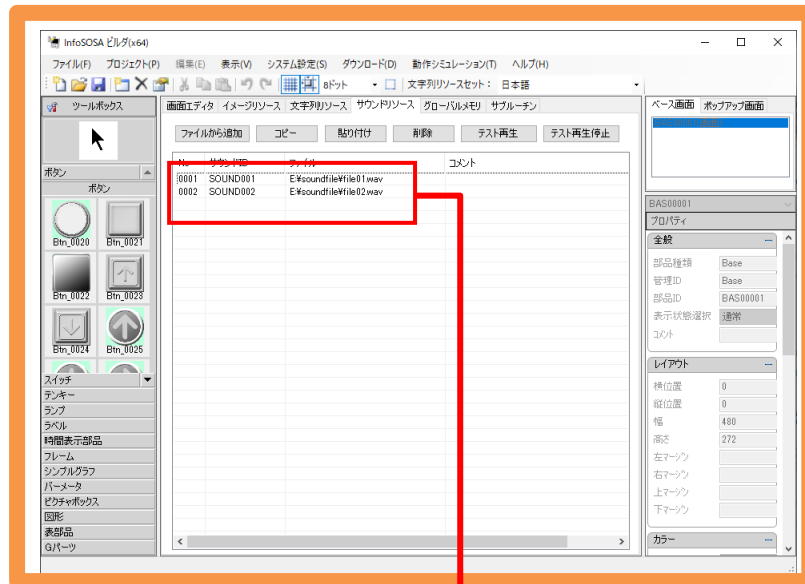 InfoSOSA ビルダ(x64)
ファイル(F) プロジェクト(P) 編集(E) 表示(V) システム設定(S) ダウンロード(D) 動作シミュレーション(T) ヘルプ(H)
8ドット 文字列リソースセット: 日本語
ツールボックス
画面エディタ イメージリソース 文字列リソース サウンドリソース グローバルメモリ サブルーチン
ベース画面 ポップアップ画面
ファイルから追加 コピー 貼り付け 削除 テスト再生 テスト再生停止
No サウンドID ファイル コメント
0001 SOUND001 E:¥soundfile¥file01.wav
0002 SOUND002 E:¥soundfile¥file02.wav
ボタン
ボタン
Btn_0020 Btn_0021
Btn_0022 Btn_0023
Btn_0024 Btn_0025
スイッチ
テンキー
ランプ
ラベル
時間表示部品
フレーム
シンプルグラフ
バーメータ
ピクチャボックス
図形
表部品
Gパーツ
BAS00001
プロパティ
全般
部品種類 Base
管理ID Base
部品ID BAS00001
表示状態選択 通常
コメント
レイアウト
横位置 0
縦位置 0
幅 480
高さ 272
左マージン
右マージン
上マージン
下マージン
カラー